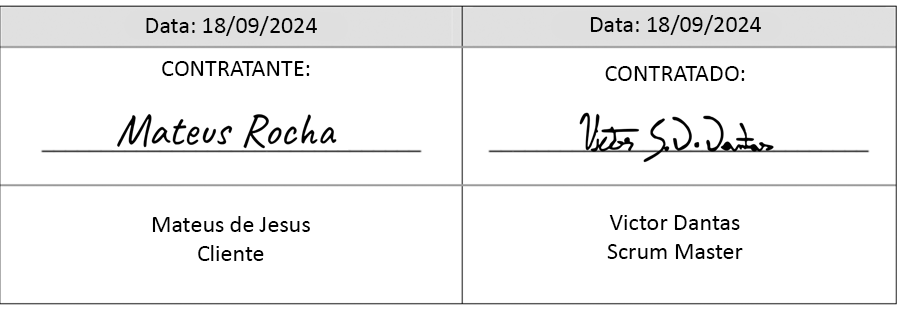 Data: 18/09/2024
Data: 18/09/2024
CONTRATANTE:
CONTRATADO:
Mateus Rocha
Victor S.D. Dantas
Mateus de Jesus
Cliente
Victor Dantas
Scrum Master